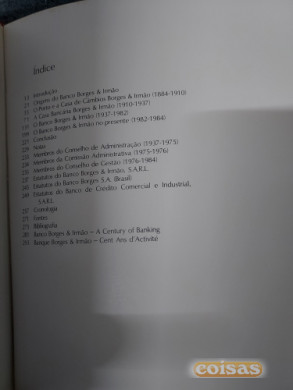 Índice
Introdução
Origens do Banco Borges & Irmão
O Porto e a Casa de Câmbios Borges & Irmão (1884-1910)
A Casa Bancária Borges & Irmão (1910-1937)
O Banco Borges & Irmão (1937-1982)
O Banco Borges & Irmão no presente (1982-1984)
Conclusão
Notas
Membros do Conselho de Administração (1937-1975)
Membros da Comissão Administrativa (1975-1976)
Membros do Conselho de Gestão (1976-1984)
Estatutos do Banco Borges & Irmão, S.A.R.L.
Estatutos do Banco Borges S.A. (Brasil)
Estatutos do Banco de Crédito Comercial e Industrial,
S.A.R.L.
Cronologia
Fontes
Bibliografia
Banco Borges & Irmão — A Century of Banking
Banque Borges & Irmão — Cent Ans d'Activité
coisas